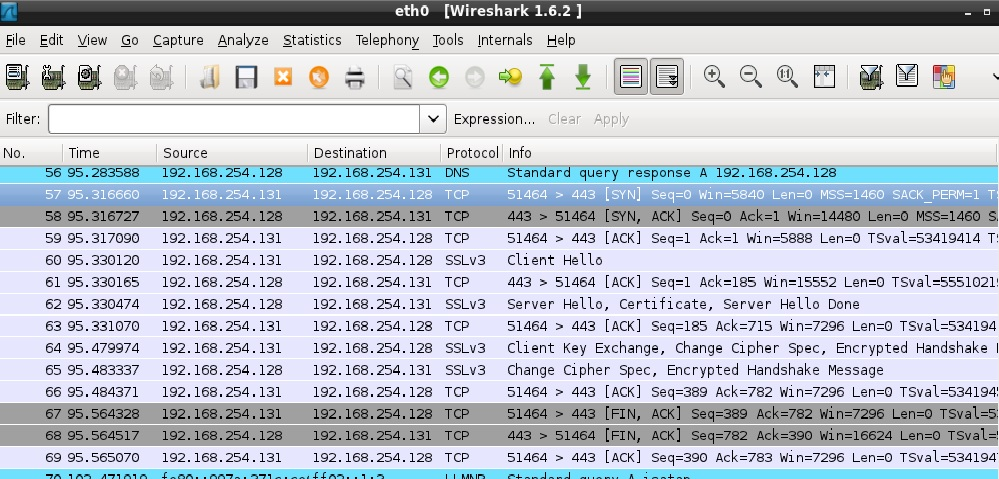 eth0 [Wireshark 1.6.2 ]
File Edit View Go Capture Analyze Statistics Telephony Tools Internals Help
Filter: Expression... Clear Apply
No. Time Source Destination Protocol Info
56 95.283588 192.168.254.128 192.168.254.131 DNS Standard query response A 192.168.254.128
57 95.316660 192.168.254.131 192.168.254.128 TCP 51464 > 443 [SYN] Seq=0 Win=5840 Len=0 MSS=1460 SACK_PERM=1 T
58 95.316727 192.168.254.128 192.168.254.131 TCP 443 > 51464 [SYN, ACK] Seq=0 Ack=1 Win=14480 Len=0 MSS=1460 S
59 95.317090 192.168.254.131 192.168.254.128 TCP 51464 > 443 [ACK] Seq=1 Ack=1 Win=5888 Len=0 TSval=53419414 T
60 95.330120 192.168.254.131 192.168.254.128 SSLv3 Client Hello
61 95.330165 192.168.254.128 192.168.254.131 TCP 443 > 51464 [ACK] Seq=1 Ack=185 Win=15552 Len=0 TSval=5551021
62 95.330474 192.168.254.128 192.168.254.131 SSLv3 Server Hello, Certificate, Server Hello Done
63 95.331070 192.168.254.131 192.168.254.128 TCP 51464 > 443 [ACK] Seq=185 Ack=715 Win=7296 Len=0 TSval=534194
64 95.479974 192.168.254.131 192.168.254.128 SSLv3 Client Key Exchange, Change Cipher Spec, Encrypted Handshake
65 95.483337 192.168.254.128 192.168.254.131 SSLv3 Change Cipher Spec, Encrypted Handshake Message
66 95.484371 192.168.254.131 192.168.254.128 TCP 51464 > 443 [ACK] Seq=389 Ack=782 Win=7296 Len=0 TSval=534194
67 95.564328 192.168.254.131 192.168.254.128 TCP 51464 > 443 [FIN, ACK] Seq=389 Ack=782 Win=7296 Len=0 TSval=5
68 95.564517 192.168.254.128 192.168.254.131 TCP 443 > 51464 [FIN, ACK] Seq=782 Ack=390 Win=16624 Len=0 TSval=
69 95.565070 192.168.254.131 192.168.254.128 TCP 51464 > 443 [ACK] Seq=390 Ack=783 Win=7296 Len=0 TSval=534194
70 LLMNR Standard query A